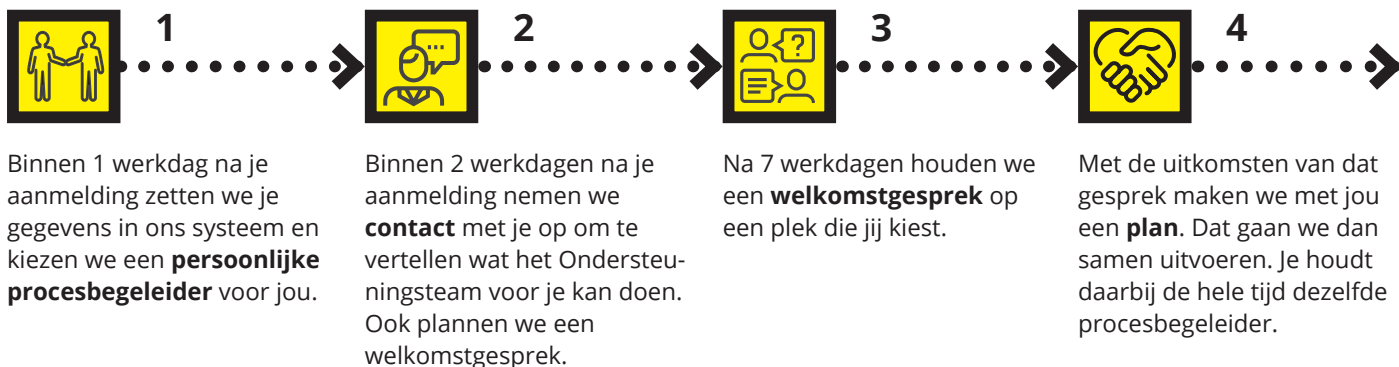 1
2
3
4
Binnen 1 werkdag na je
aanmelding zetten we je
gegevens in ons systeem en
kiezen we een persoonlijke
procesbegeleider voor jou.
Binnen 2 werkdagen na je
aanmelding nemen we
contact met je op om te
vertellen wat het Ondersteu-
ningsteam voor je kan doen.
Ook plannen we een
welkomstgesprek.
Na 7 werkdagen houden we
een welkomstgesprek op
een plek die jij kiest.
Met de uitkomsten van dat
gesprek maken we met jou
een plan. Dat gaan we dan
samen uitvoeren. Je houdt
daarbij de hele tijd dezelfde
procesbegeleider.